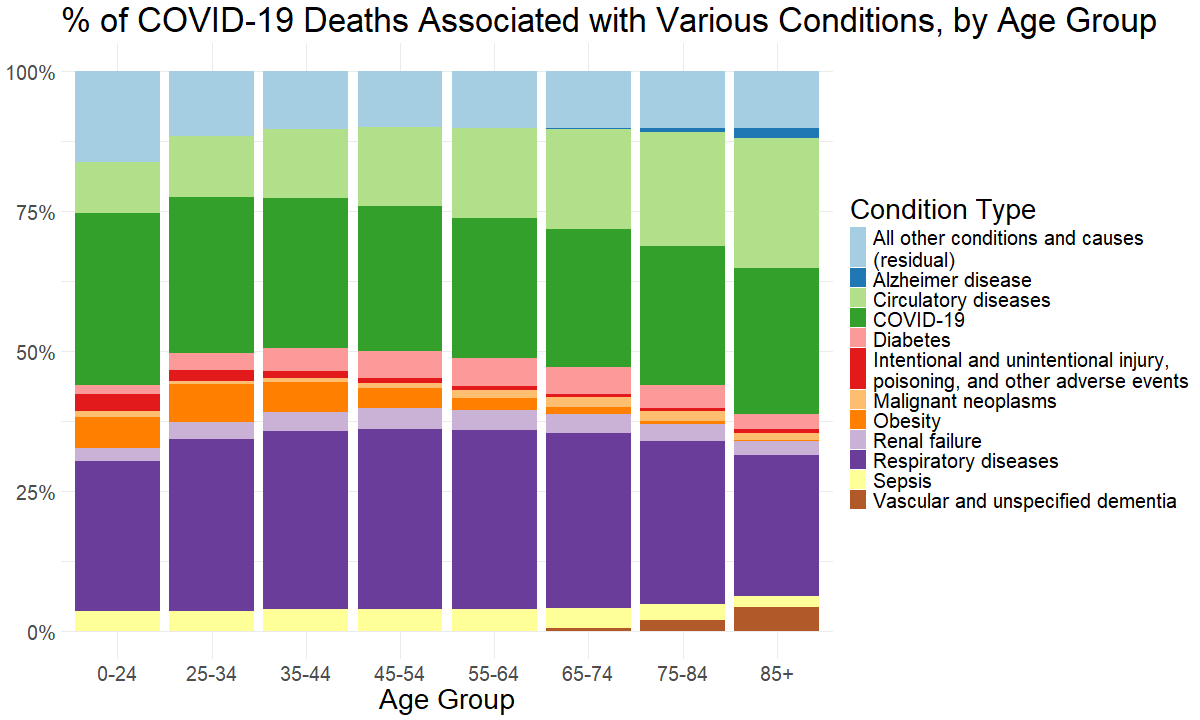 % of COVID-19 Deaths Associated with Various Conditions, by Age Group
100%
75%
50%
25%
0%
0-24
25-34
35-44
45-54
55-64
65-74
75-84
85+
Age Group
Condition Type
All other conditions and causes
(residual)
Alzheimer disease
Circulatory diseases
COVID-19
Diabetes
Intentional and unintentional injury,
poisoning, and other adverse events
Malignant neoplasms
Obesity
Renal failure
Respiratory diseases
Sepsis
Vascular and unspecified dementia